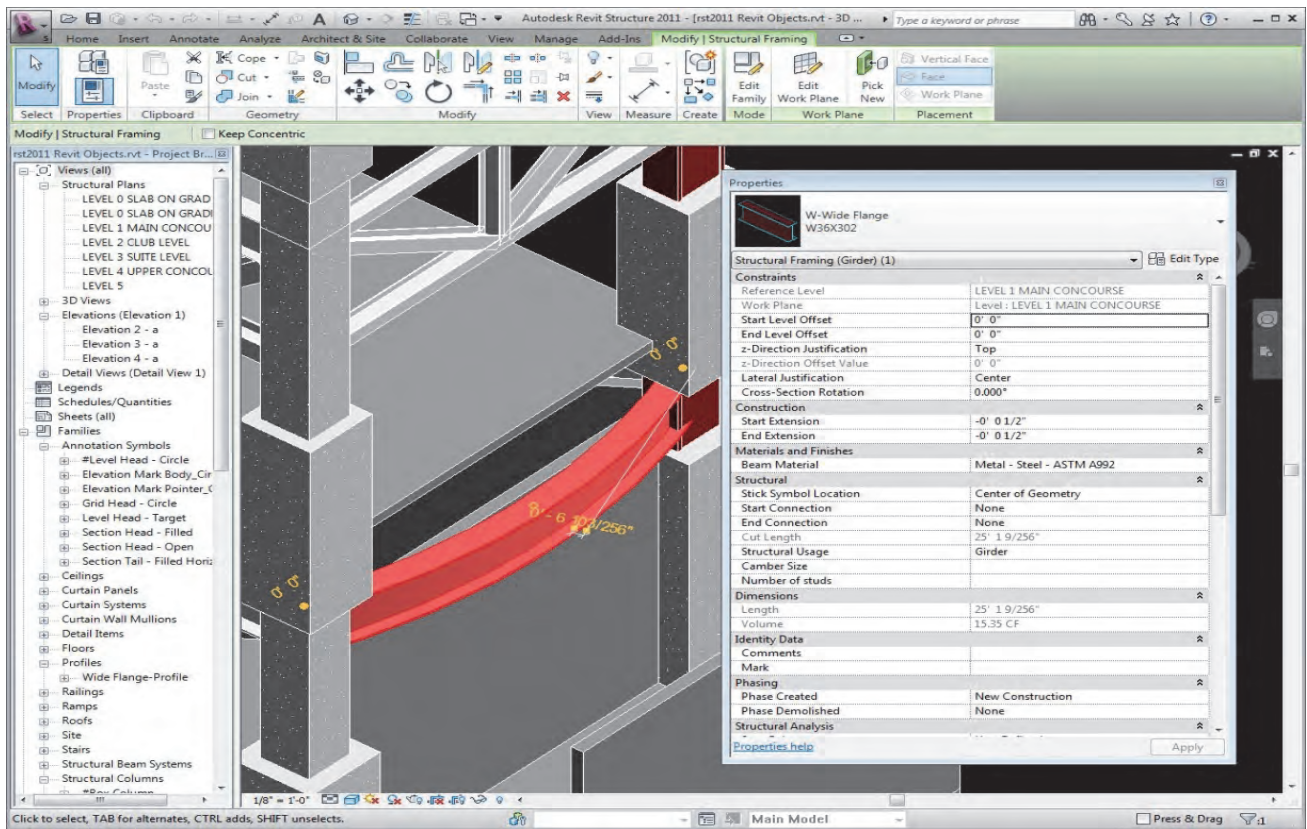 Autodesk Revit Structure 2011 - [rst2011 Revit Objects.rvt - 3D ...
Type a keyword or phrase
Home Insert Annotate Analyze Architect & Site Collaborate View Manage Add-Ins Modify | Structural Framing
Modify
Paste
Cope
Cut
Join
Edit Family
Edit Work Plane
Pick New
Vertical Face
Face
Work Plane
Select Properties Clipboard Geometry Modify View Measure Create Mode Work Plane Placement
Modify | Structural Framing Keep Concentric
rst2011 Revit Objects.rvt - Project Br...
Views (all)
Structural Plans
LEVEL 0 SLAB ON GRAD
LEVEL 0 SLAB ON GRADI
LEVEL 1 MAIN CONCOU
LEVEL 2 CLUB LEVEL
LEVEL 3 SUITE LEVEL
LEVEL 4 UPPER CONCOL
LEVEL 5
3D Views
Elevations (Elevation 1)
Elevation 2 - a
Elevation 3 - a
Elevation 4 - a
Detail Views (Detail View 1)
Legends
Schedules/Quantities
Sheets (all)
Families
Annotation Symbols
#Level Head - Circle
Elevation Mark Body_Cir
Elevation Mark Pointer_C
Grid Head - Circle
Level Head - Target
Section Head - Filled
Section Head - Open
Section Tail - Filled Horiz
Ceilings
Curtain Panels
Curtain Systems
Curtain Wall Mullions
Detail Items
Floors
Profiles
Wide Flange-Profile
Railings
Ramps
Roofs
Site
Stairs
Structural Beam Systems
Structural Columns
#Box Column
0' 0"
0' - 6 103/256"
0' 0"
Properties
W-Wide Flange
W36X302
Structural Framing (Girder) (1) Edit Type
Constraints
Reference Level LEVEL 1 MAIN CONCOURSE
Work Plane Level : LEVEL 1 MAIN CONCOURSE
Start Level Offset 0' 0"
End Level Offset 0' 0"
z-Direction Justification Top
z-Direction Offset Value 0' 0"
Lateral Justification Center
Cross-Section Rotation 0.000°
Construction
Start Extension -0' 0 1/2"
End Extension -0' 0 1/2"
Materials and Finishes
Beam Material Metal - Steel - ASTM A992
Structural
Stick Symbol Location Center of Geometry
Start Connection None
End Connection None
Cut Length 25' 1 9/256"
Structural Usage Girder
Camber Size
Number of studs
Dimensions
Length 25' 1 9/256"
Volume 15.35 CF
Identity Data
Comments
Mark
Phasing
Phase Created New Construction
Phase Demolished None
Structural Analysis
Properties help Apply
1/8" = 1'-0"
Click to select, TAB for alternates, CTRL adds, SHIFT unselects. Main Model Press & Drag :1